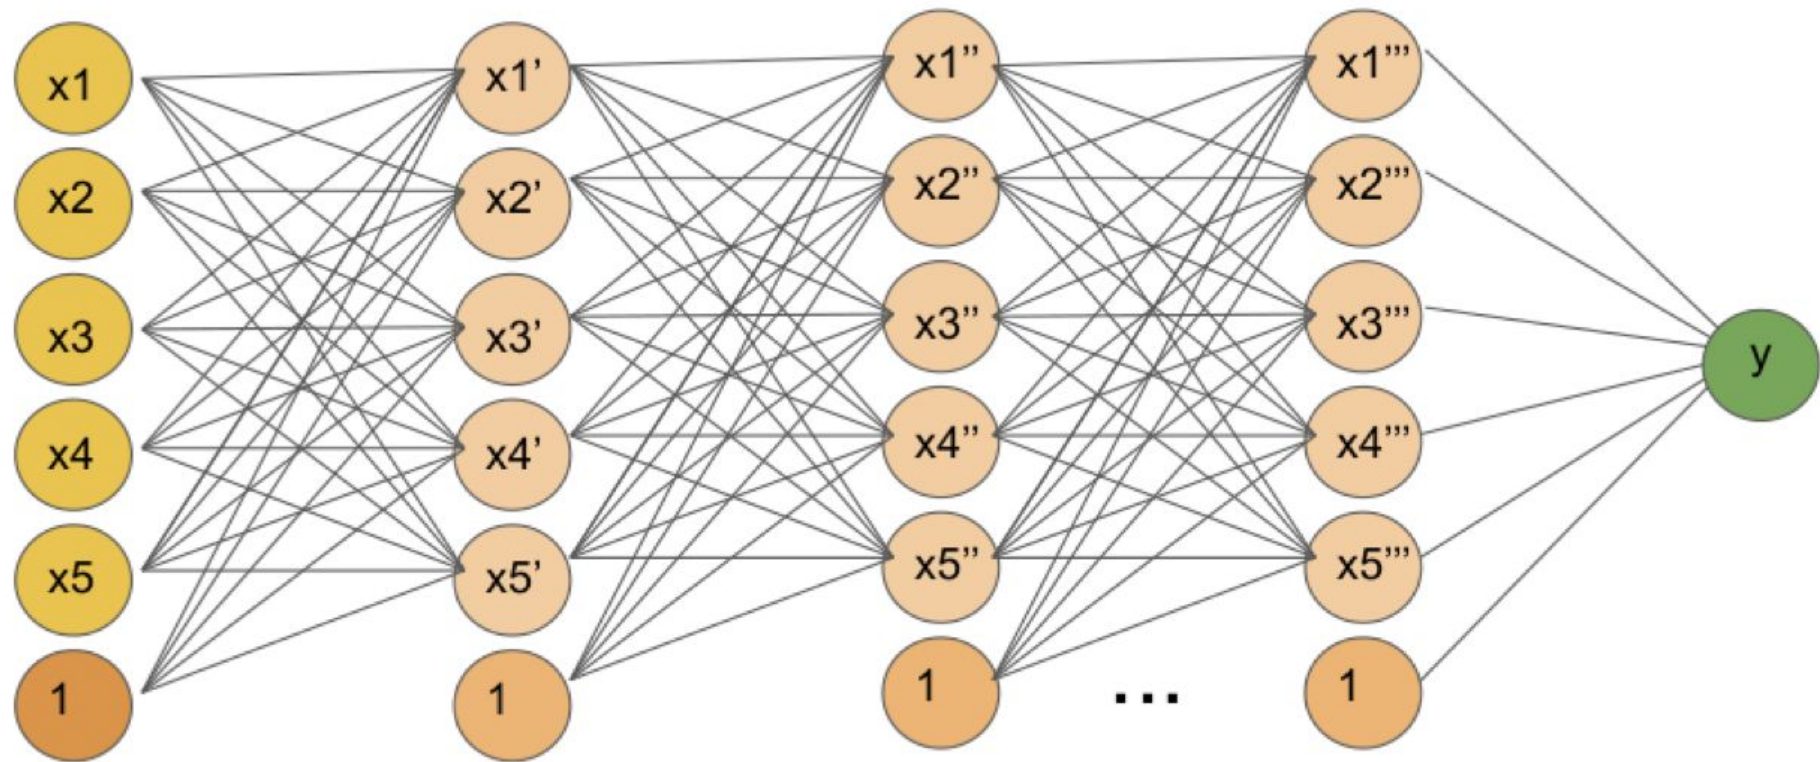 x1 x1' x1” x1”’
x2 x2' x2” x2”’
x3 x3' x3” x3”’ y
x4 x4' x4” x4”’
x5 x5' x5” x5”’
1 1 1 ... 1